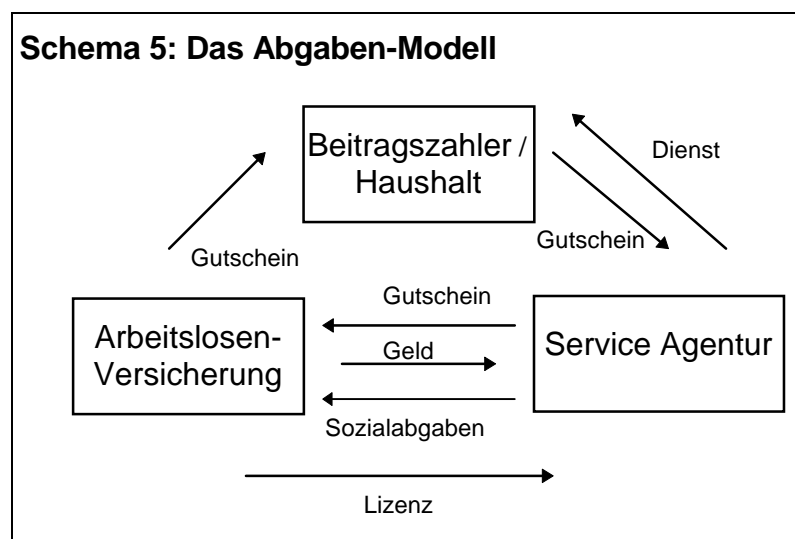 Schema 5: Das Abgaben-Modell
Beitragszahler /
Haushalt
Dienst
Gutschein
Gutschein
Gutschein
Arbeitslosen-
Versicherung
Geld
Service Agentur
Sozialabgaben
Lizenz